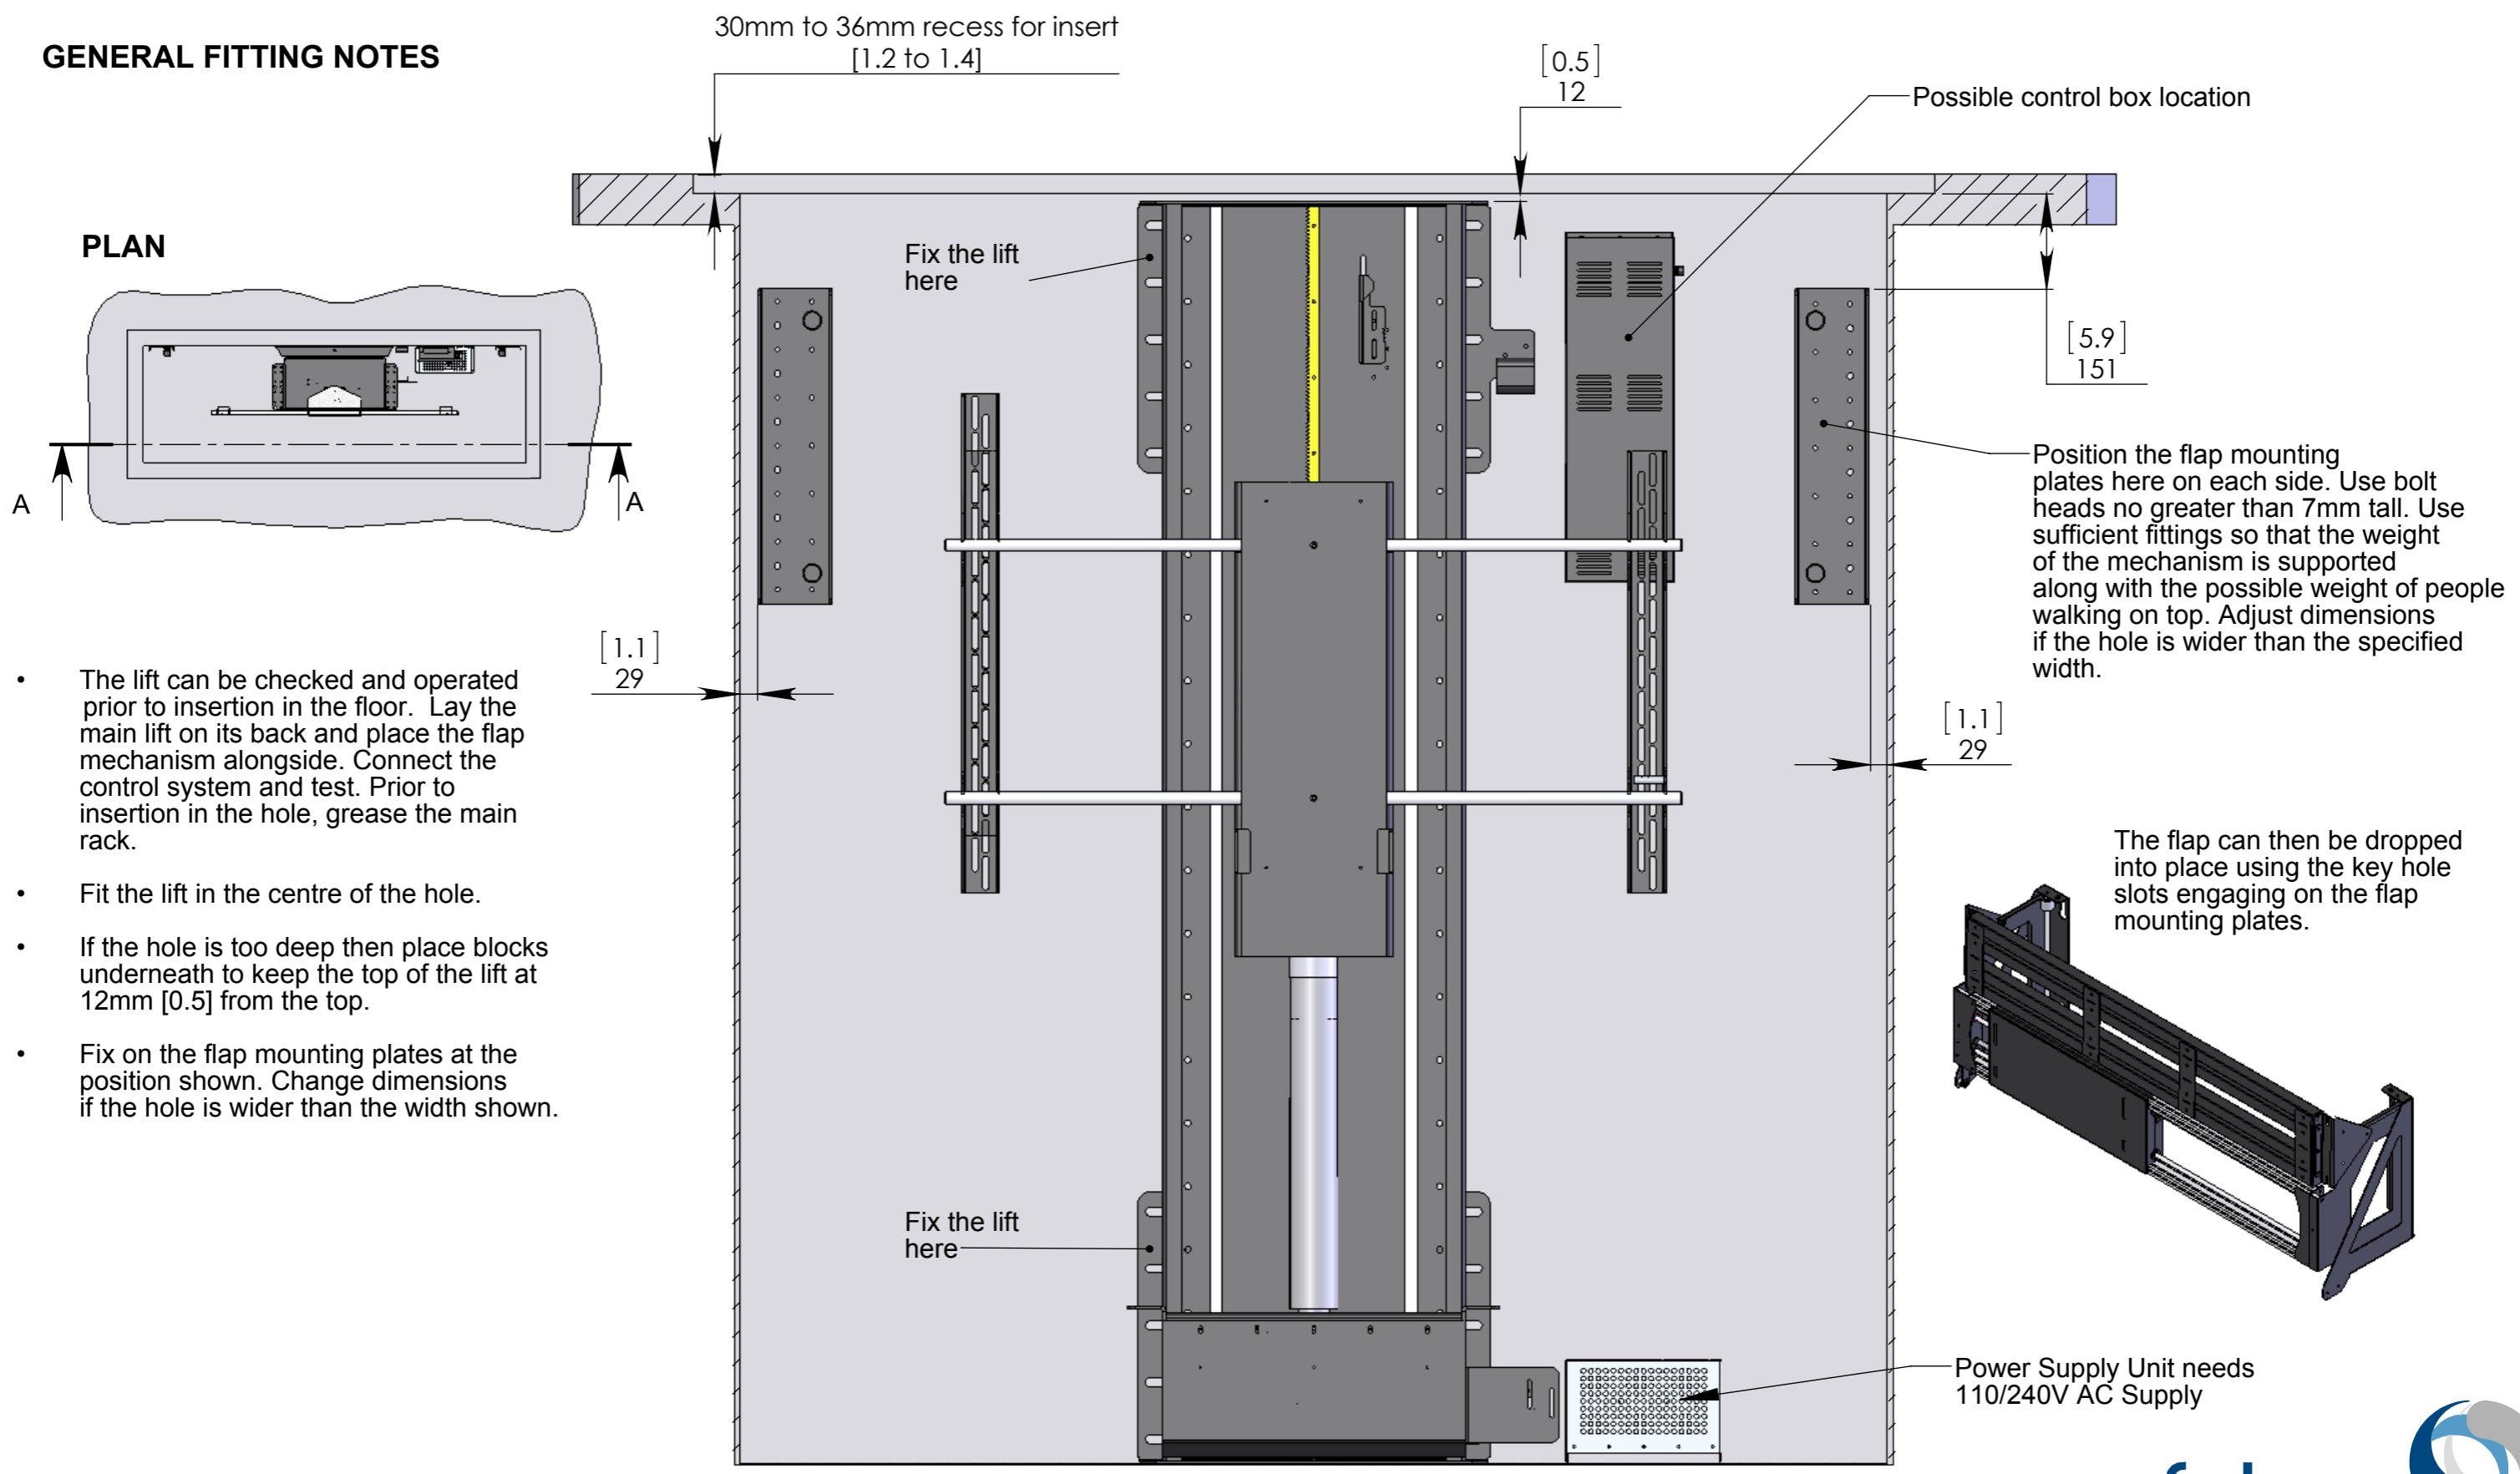 GENERAL FITTING NOTES
30mm to 36mm recess for insert
[1.2 to 1.4]
[0.5]
12
Possible control box location
PLAN
A
A
Fix the lift
here
[5.9]
151
Position the flap mounting
plates here on each side. Use bolt
heads no greater than 7mm tall. Use
sufficient fittings so that the weight
of the mechanism is supported
along with the possible weight of people
walking on top. Adjust dimensions
if the hole is wider than the specified
width.
[1.1]
29
• The lift can be checked and operated
prior to insertion in the floor. Lay the
main lift on its back and place the flap
mechanism alongside. Connect the
control system and test. Prior to
insertion in the hole, grease the main
rack.
• Fit the lift in the centre of the hole.
• If the hole is too deep then place blocks
underneath to keep the top of the lift at
12mm [0.5] from the top.
• Fix on the flap mounting plates at the
position shown. Change dimensions
if the hole is wider than the width shown.
[1.1]
29
The flap can then be dropped
into place using the key hole
slots engaging on the flap
mounting plates.
Fix the lift
here
Power Supply Unit needs
110/240V AC Supply